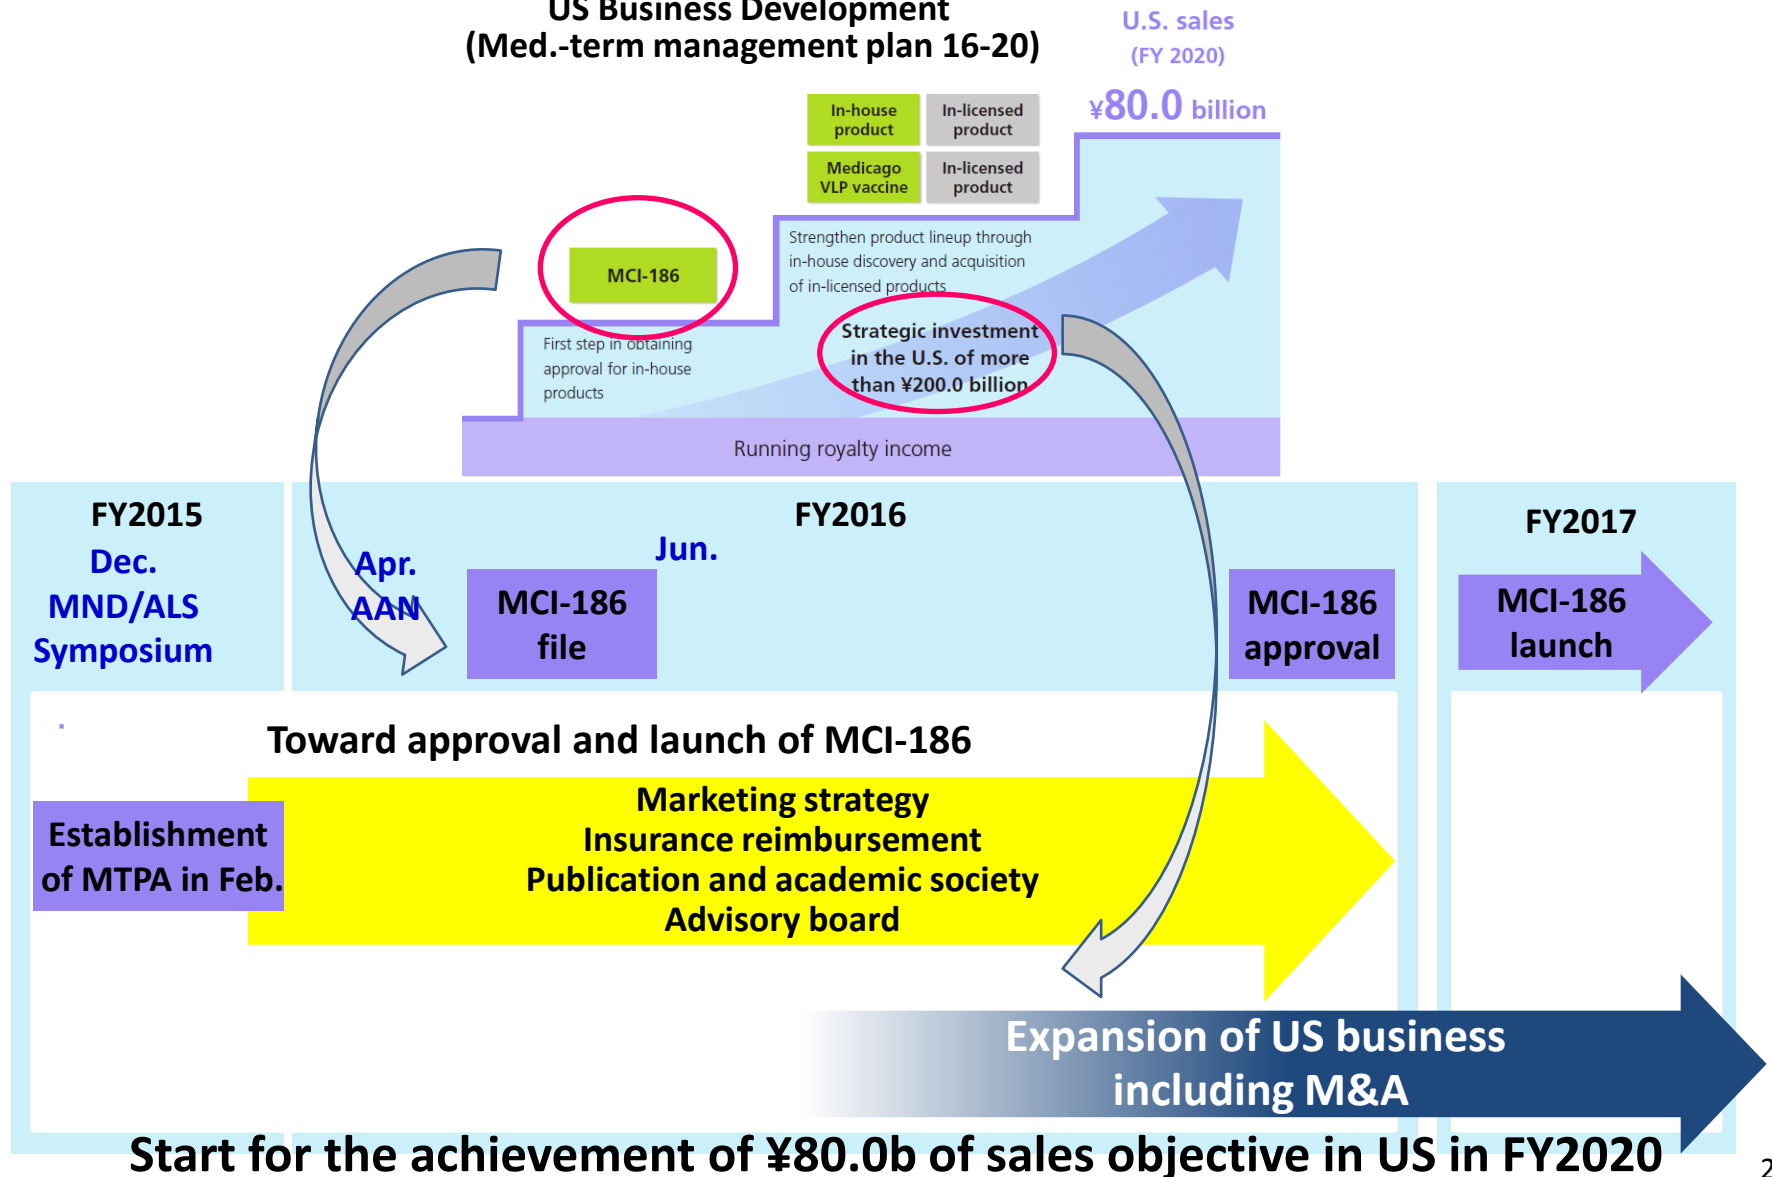 US Business Development
(Med.-term management plan 16-20)
U.S. sales
(FY 2020)
¥80.0 billion
In-house
product
In-licensed
product
Medicago
VLP vaccine
In-licensed
product
MCI-186
Strengthen product lineup through
in-house discovery and acquisition
of in-licensed products
First step in obtaining
approval for in-house
products
Strategic investment
in the U.S. of more
than ¥200.0 billion
Running royalty income
FY2015
Dec.
MND/ALS
Symposium
FY2016
Apr.
AAN
Jun.
MCI-186
file
MCI-186
approval
FY2017
MCI-186
launch
Toward approval and launch of MCI-186
Establishment
of MTPA in Feb.
Marketing strategy
Insurance reimbursement
Publication and academic society
Advisory board
Expansion of US business
including M&A
Start for the achievement of ¥80.0b of sales objective in US in FY2020